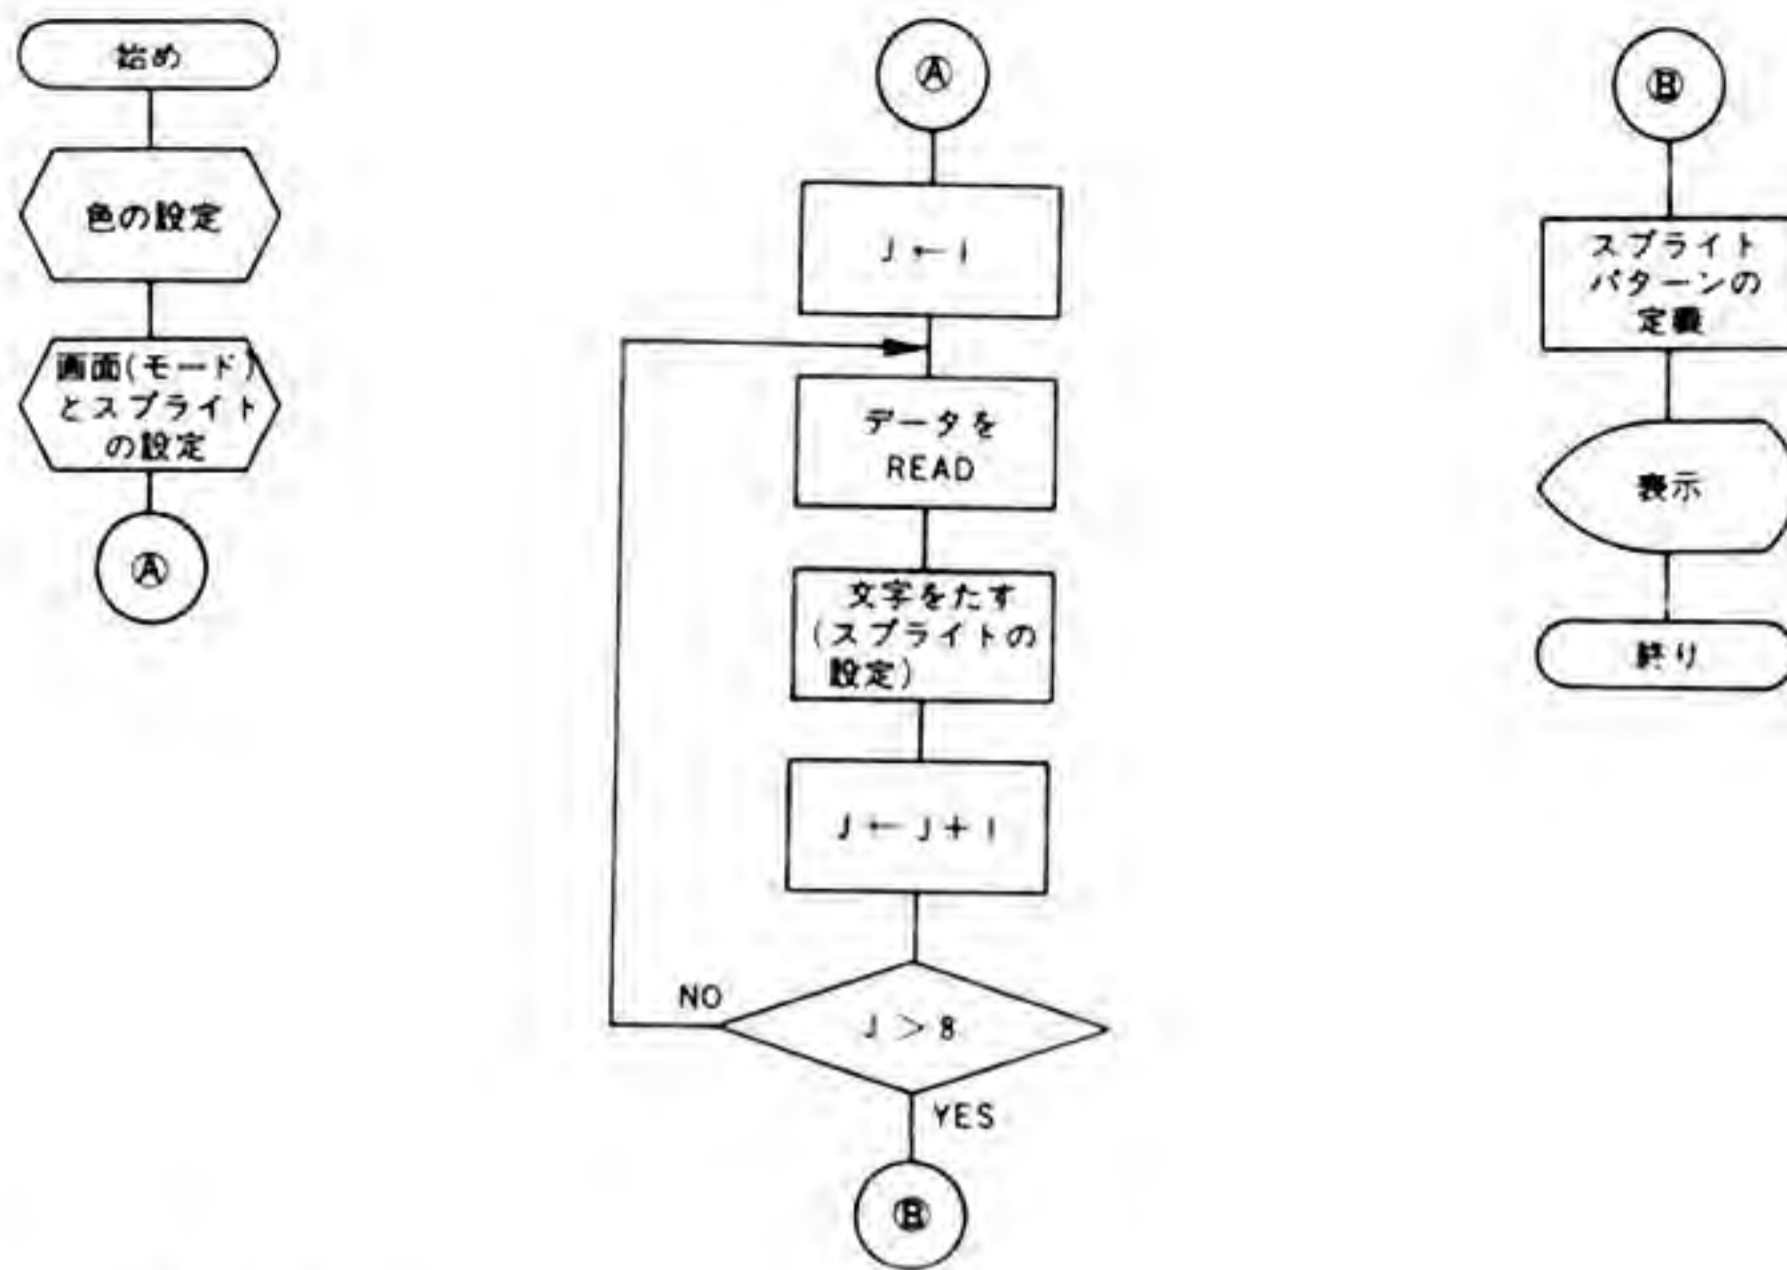 始め
色の設定
画面(モード)
とスプライト
の設定
Ⓐ
Ⓐ
J ← 1
データを
READ
文字をたす
(スプライトの
設定)
J ← J + 1
NO
J > 8
YES
Ⓑ
Ⓑ
スプライト
パターンの
定義
表示
終り